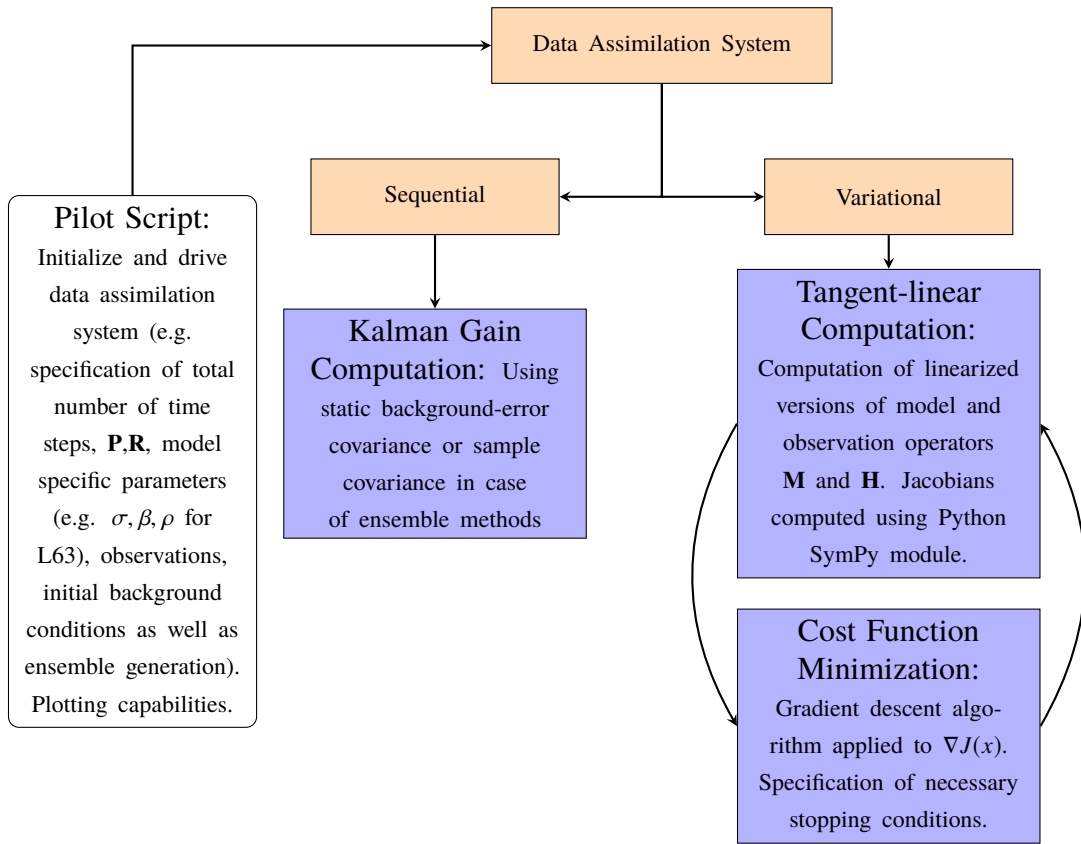 Data Assimilation System
Sequential
Variational
Pilot Script:
Initialize and drive
data assimilation
system (e.g.
specification of total
number of time
steps, P,R, model
specific parameters
(e.g. σ, β, ρ for
L63), observations,
initial background
conditions as well as
ensemble generation).
Plotting capabilities.
Kalman Gain
Computation: Using
static background-error
covariance or sample
covariance in case
of ensemble methods
Tangent-linear
Computation:
Computation of linearized
versions of model and
observation operators
M and H. Jacobians
computed using Python
SymPy module.
Cost Function
Minimization:
Gradient descent algo-
rithm applied to ∇J(x).
Specification of necessary
stopping conditions.